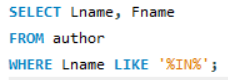 SELECT Lname, Fname
FROM author
WHERE Lname LIKE '%IN%';